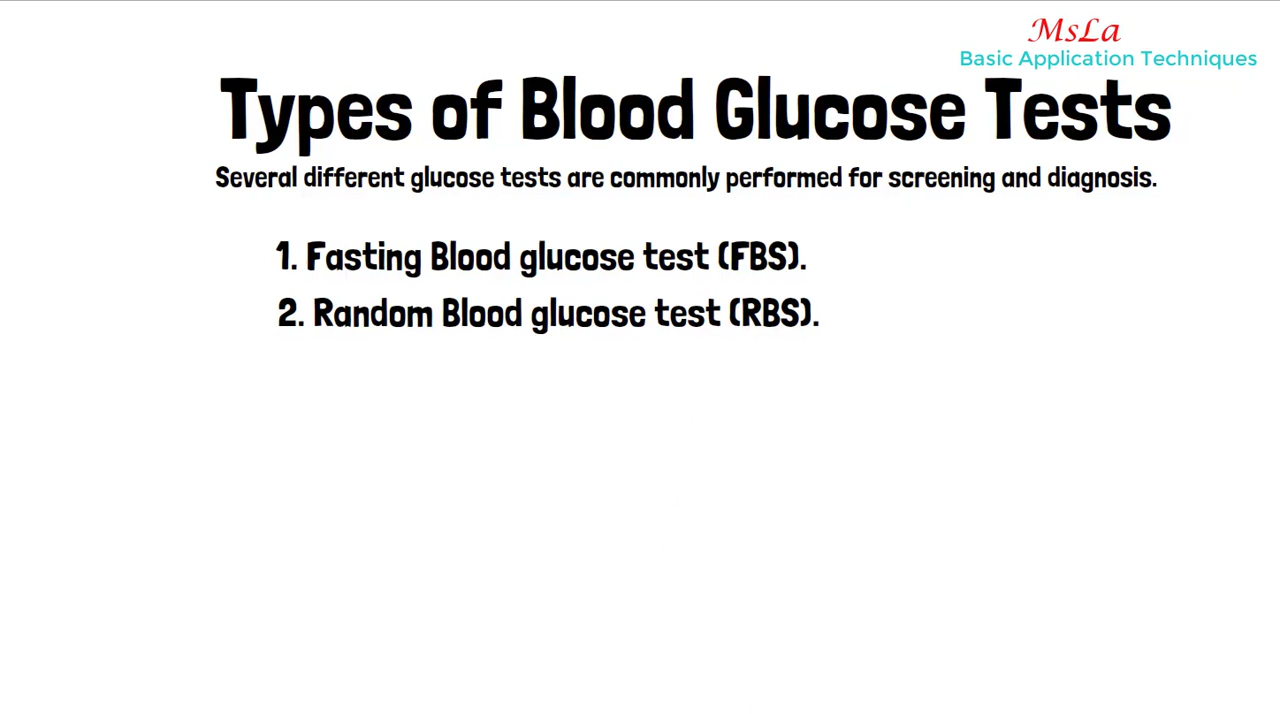 MsLa
Basic Application Techniques
Types of Blood Glucose Tests
Several different glucose tests are commonly performed for screening and diagnosis.
1. Fasting Blood glucose test (FBS).
2. Random Blood glucose test (RBS).